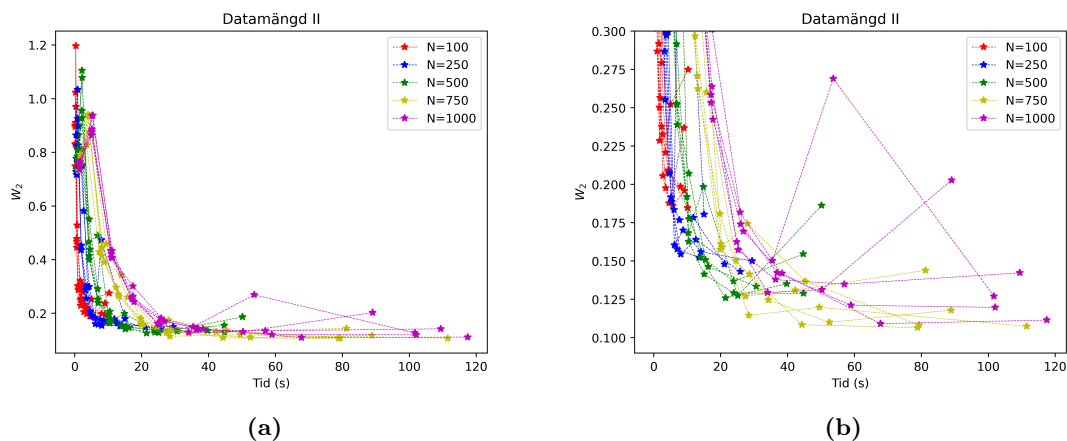 Datamängd II
1.2
1.0
0.8
0.6
0.4
0.2
W2
0 20 40 60 80 100 120
Tid (s)
N=100
N=250
N=500
N=750
N=1000
(a)
Datamängd II
0.300
0.275
0.250
0.225
0.200
0.175
0.150
0.125
0.100
W2
0 20 40 60 80 100 120
Tid (s)
N=100
N=250
N=500
N=750
N=1000
(b)